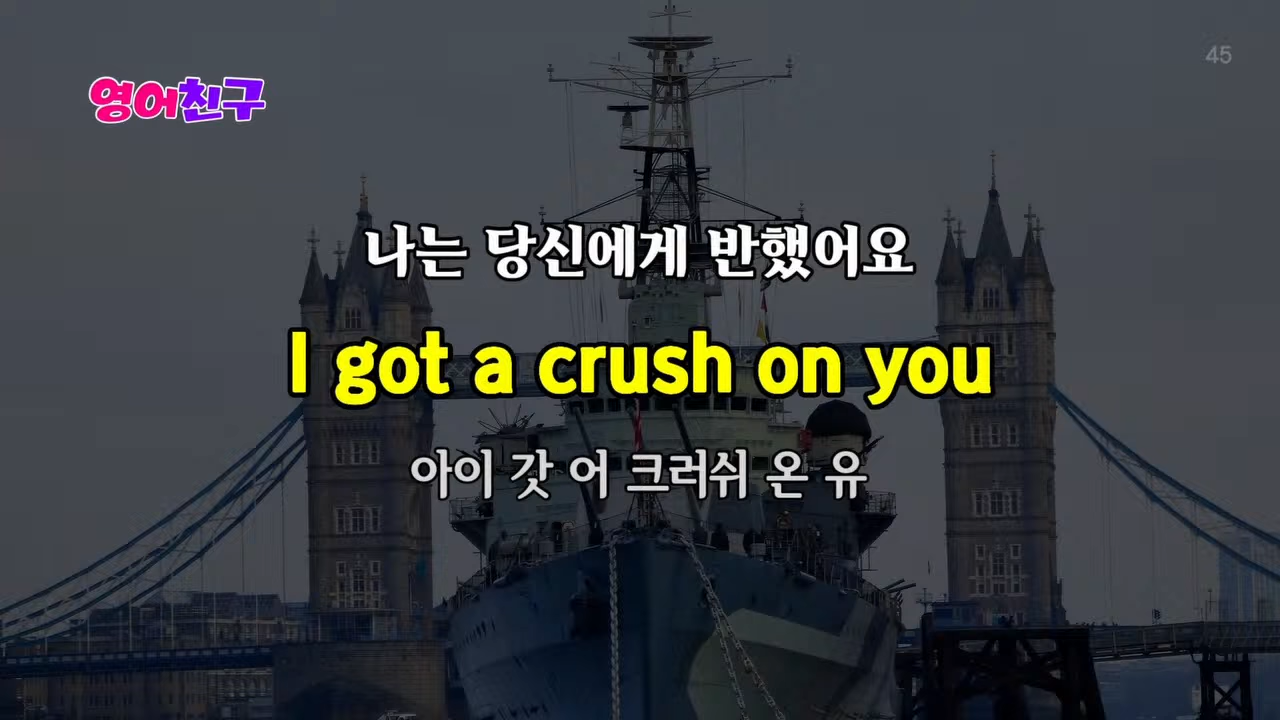 45
영어친구
나는 당신에게 반했어요
I got a crush on you
아이 갓 어 크러쉬 온 유